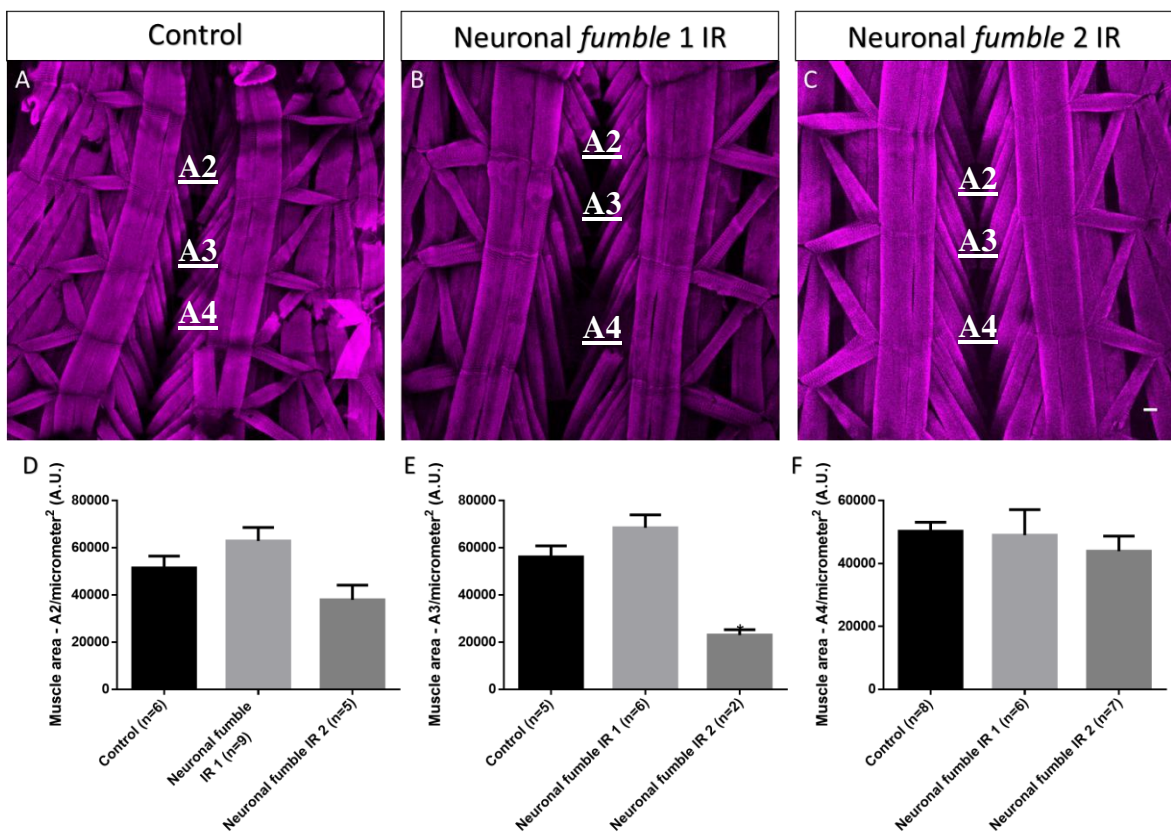 Control
Neuronal fumble 1 IR
Neuronal fumble 2 IR
A
A2
A3
A4
B
A2
A3
A4
C
A2
A3
A4
D
Muscle area - A2/micrometer² (A.U.)
80000
60000
40000
20000
0
Control (n=6)
Neuronal fumble
IR 1 (n=9)
Neuronal fumble IR 2 (n=5)
E
Muscle area - A3/micrometer² (A.U.)
80000
60000
40000
20000
0
*
Control (n=5)
Neuronal fumble IR 1 (n=6)
Neuronal fumble IR 2 (n=2)
F
Muscle area - A4/micrometer² (A.U.)
60000
40000
20000
0
Control (n=8)
Neuronal fumble IR 1 (n=6)
Neuronal fumble IR 2 (n=7)